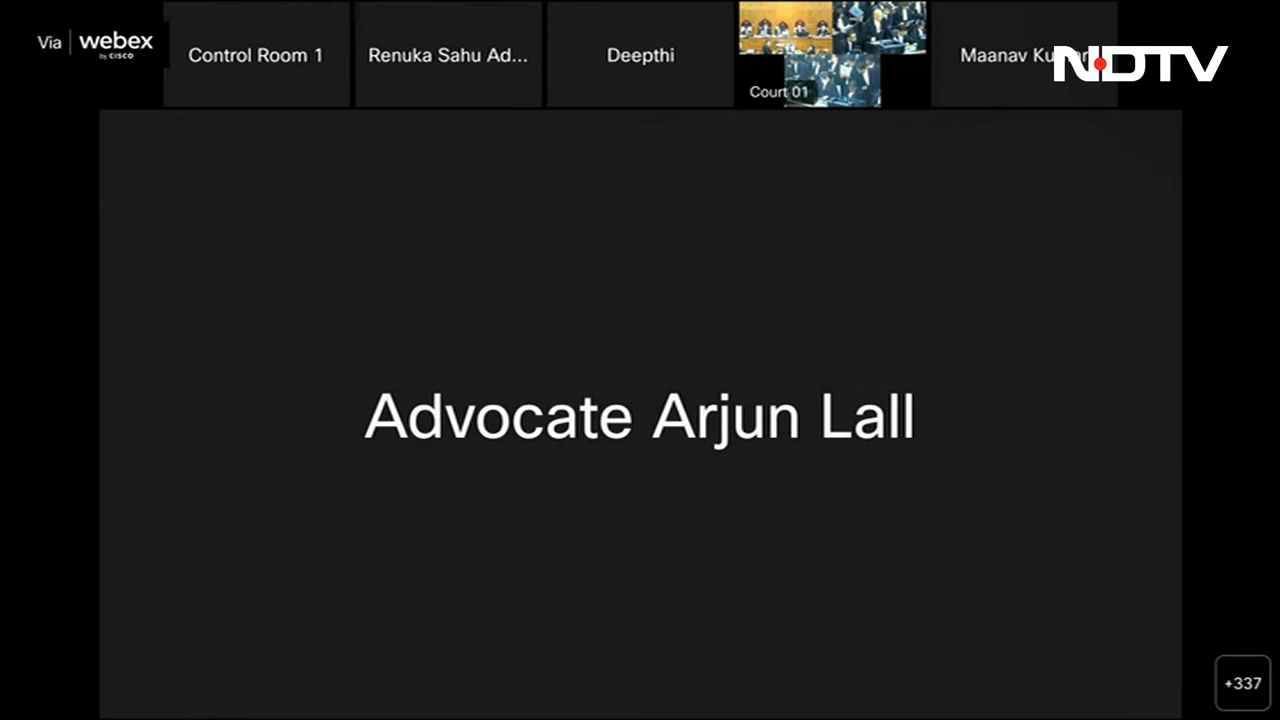 Via webex
by CISCO
Control Room 1
Renuka Sahu Ad...
Deepthi
Court 01
Maanav
NDTV
Advocate Arjun Lall
+337